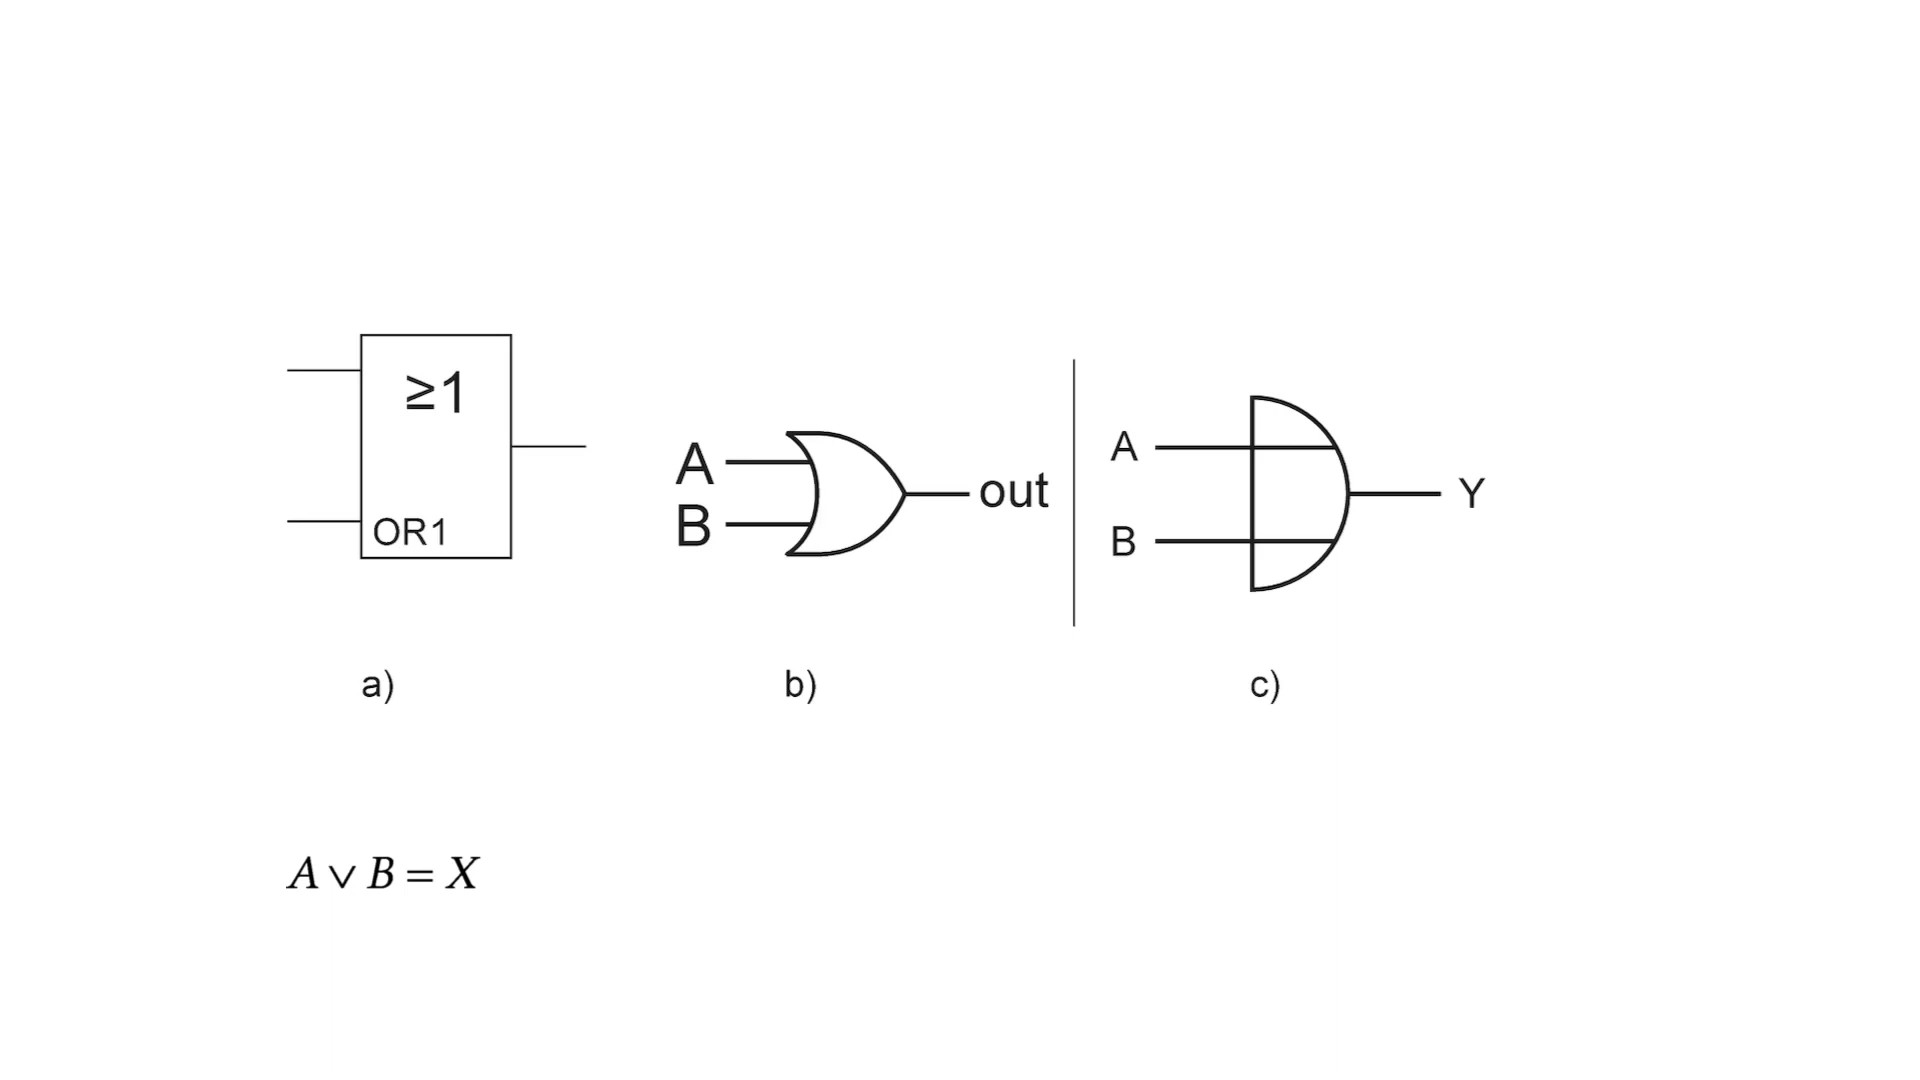 ≥1
OR1
A
B
out
A
B
Y
a)
b)
c)
A ∨ B = X